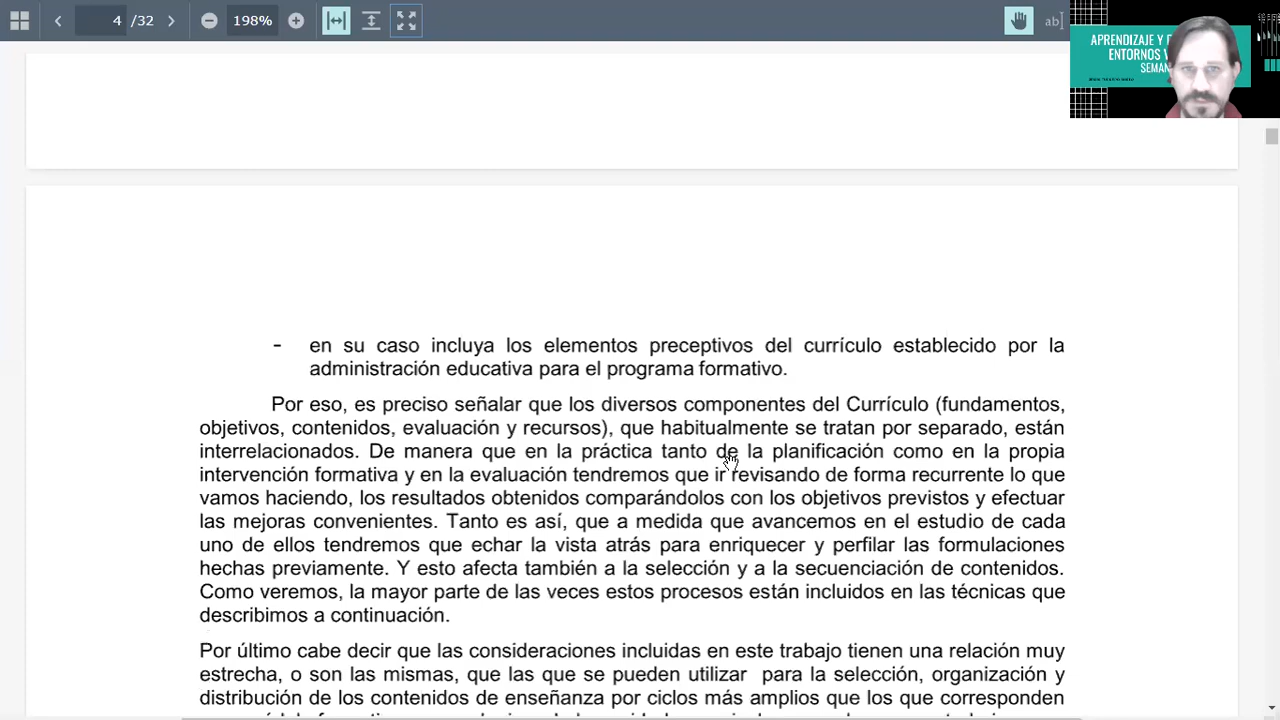 4 /32
198%
ab
APRENDIZAJE Y
ENTORNOS V
SEMAN
- en su caso incluya los elementos preceptivos del currículo establecido por la
administración educativa para el programa formativo.
Por eso, es preciso señalar que los diversos componentes del Currículo (fundamentos,
objetivos, contenidos, evaluación y recursos), que habitualmente se tratan por separado, están
interrelacionados. De manera que en la práctica tanto de la planificación como en la propia
intervención formativa y en la evaluación tendremos que ir revisando de forma recurrente lo que
vamos haciendo, los resultados obtenidos comparándolos con los objetivos previstos y efectuar
las mejoras convenientes. Tanto es así, que a medida que avancemos en el estudio de cada
uno de ellos tendremos que echar la vista atrás para enriquecer y perfilar las formulaciones
hechas previamente. Y esto afecta también a la selección y a la secuenciación de contenidos.
Como veremos, la mayor parte de las veces estos procesos están incluidos en las técnicas que
describimos a continuación.
Por último cabe decir que las consideraciones incluidas en este trabajo tienen una relación muy
estrecha, o son las mismas, que las que se pueden utilizar para la selección, organización y
distribución de los contenidos de enseñanza por ciclos más amplios que los que corresponden